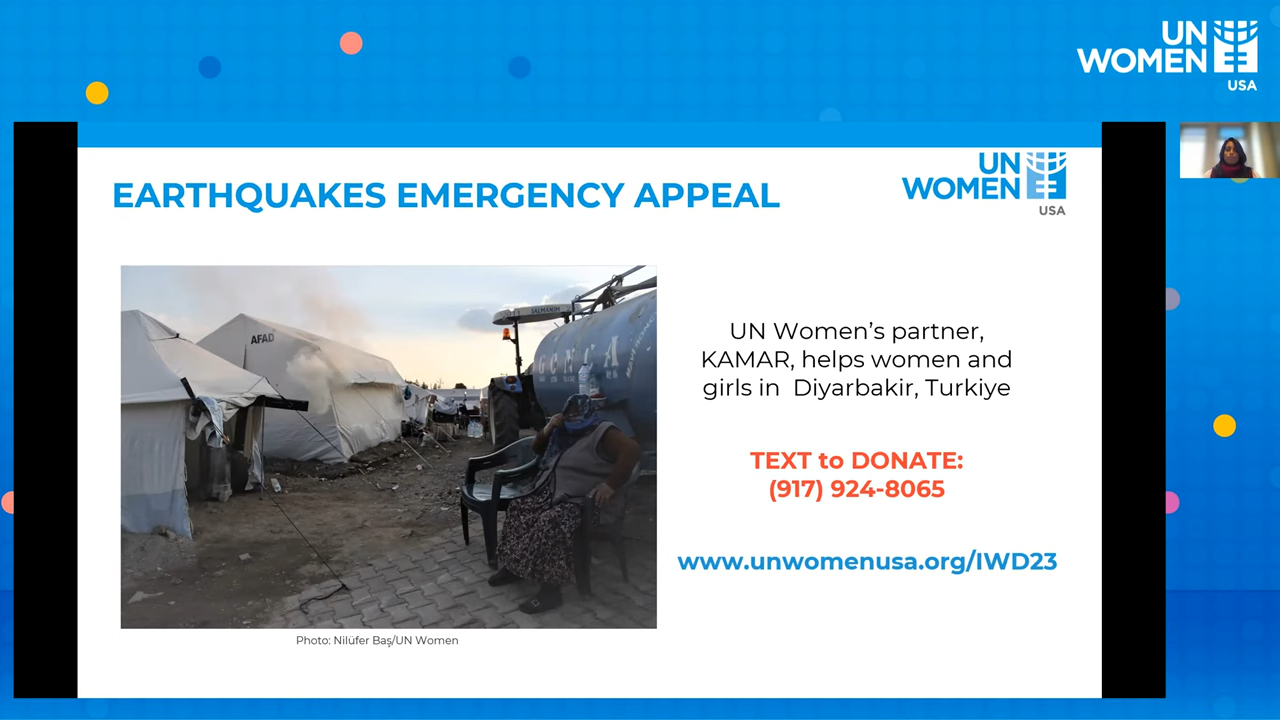 UN
WOMEN
USA
EARTHQUAKES EMERGENCY APPEAL
UN
WOMEN
USA
AFAD
SALMANIM
UN Women’s partner,
KAMAR, helps women and
girls in Diyarbakir, Turkiye
TEXT to DONATE:
(917) 924-8065
www.unwomenusa.org/IWD23
Photo: Nilüfer Baş/UN Women